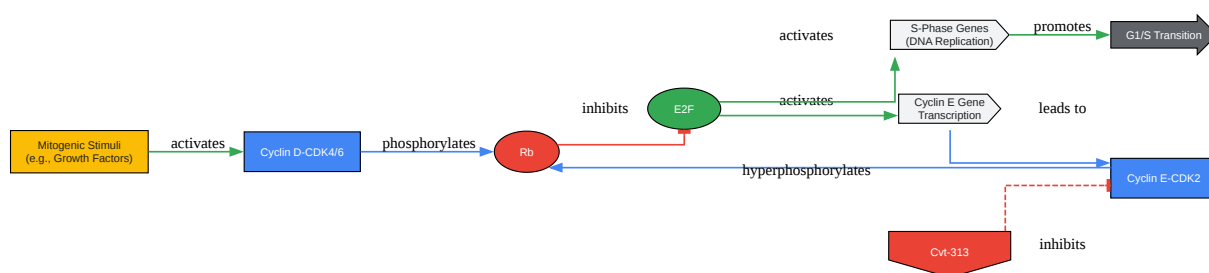 S-Phase Genes
(DNA Replication)
promotes
G1/S Transition
activates
E2F
inhibits
activates
Cyclin E Gene
Transcription
leads to
Mitogenic Stimuli
(e.g., Growth Factors)
activates
Cyclin D-CDK4/6
phosphorylates
Rb
hyperphosphorylates
Cyclin E-CDK2
Cvt-313
inhibits